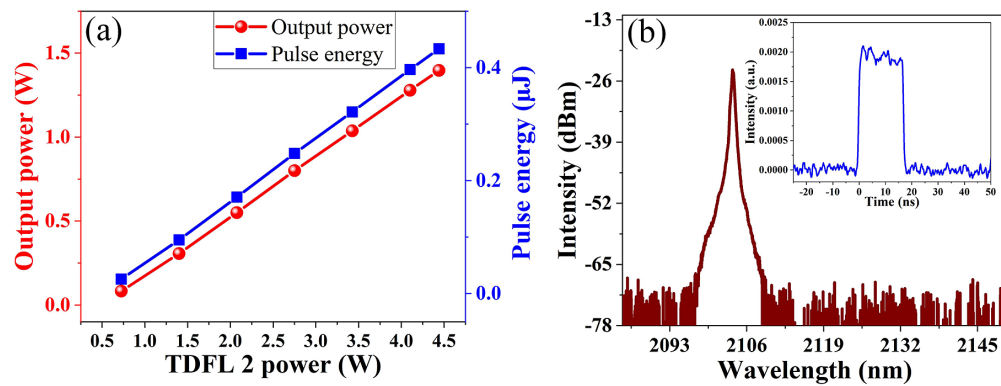 (a)
Output power
Pulse energy
Output power (W)
1.5
1.0
0.5
0.0
0.4
0.2
0.0
Pulse energy (μJ)
0.5 1.0 1.5 2.0 2.5 3.0 3.5 4.0 4.5
TDFL 2 power (W)
(b)
Intensity (dBm)
-13
-26
-39
-52
-65
-78
2093 2106 2119 2132 2145
Wavelength (nm)
Intensity (a.u.)
0.0025
0.0020
0.0015
0.0010
0.0005
0.0000
-20 -10 0 10 20 30 40 50
Time (ns)